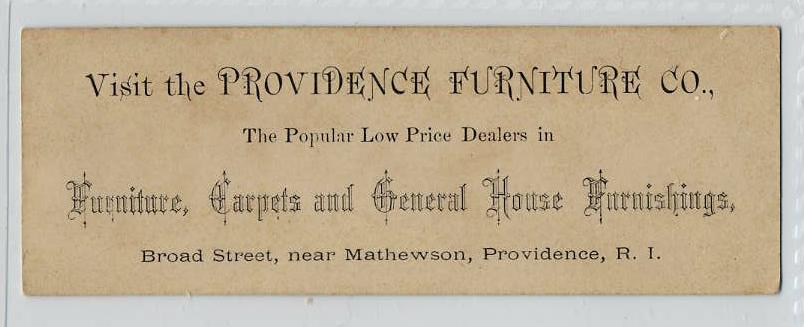 Visit the PROVIDENCE FURNITURE CO.,
The Popular Low Price Dealers in
Furniture, Carpets and General House Furnishings,
Broad Street, near Mathewson, Providence, R. I.